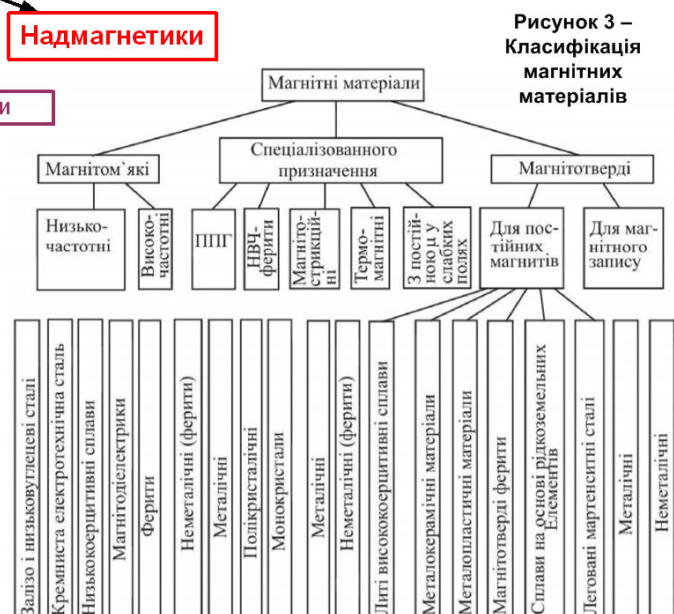 Надмагнетики
и
Рисунок 3 –
Класифікація
магнітних
матеріалів
Магнітні матеріали
Магнітом`які
Спеціалізованного
призначення
Магнітотверді
Низько-
частотні
Високо-
частотні
ППГ
НВЧ-
ферити
Магніто-
стрикцій-
ні
Термо-
магнітні
З постій-
ною μ у
слабких
полях
Для пос-
тійних
магнитів
Для маг-
нітного
запису
Залізо і низьковуглецеві сталі
Кремниста електротехнічна сталь
Низькокоерцитивні сплави
Магнітодіелектрики
Ферити
Неметалічні (ферити)
Металічні
Полікристалічні
Монокристали
Металічні
Неметалічні (ферити)
Литі висококоерцитивні сплави
Металокерамічні матеріали
Металопластичні матеріали
Магнітотверді ферити
Сплави на основі рідкоземельних
Елементів
Леговані мартенситні сталі
Металічні
Неметалічні